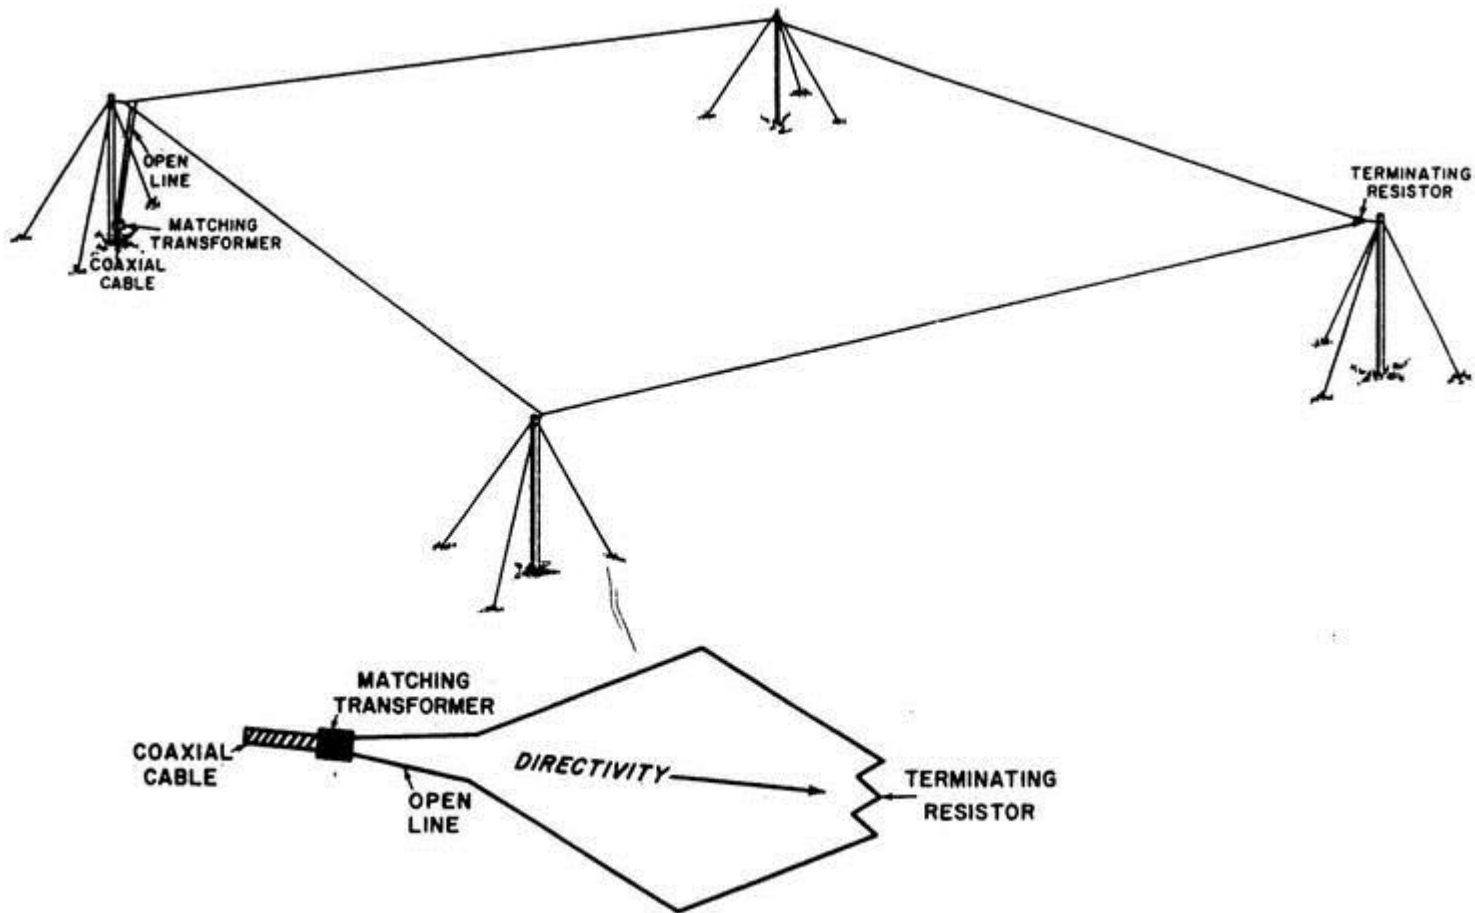 OPEN
LINE
MATCHING
TRANSFORMER
COAXIAL
CABLE
TERMINATING
RESISTOR
MATCHING
TRANSFORMER
COAXIAL
CABLE
OPEN
LINE
DIRECTIVITY
TERMINATING
RESISTOR